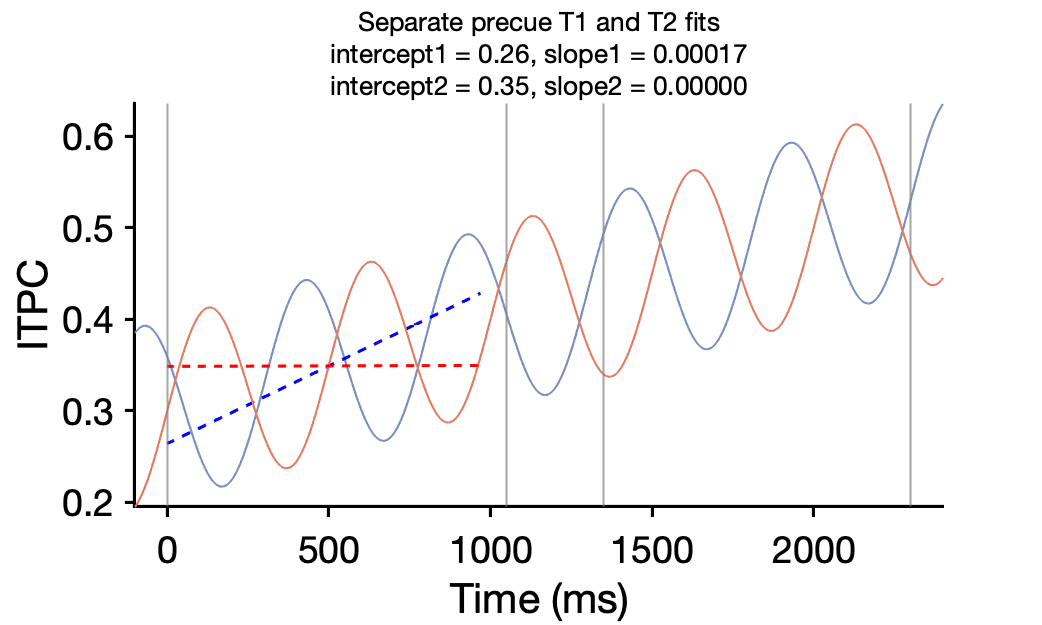 Separate precue T1 and T2 fits
intercept1 = 0.26, slope1 = 0.00017
intercept2 = 0.35, slope2 = 0.00000
0.6
0.5
0.4
0.3
0.2
ITPC
0 500 1000 1500 2000
Time (ms)